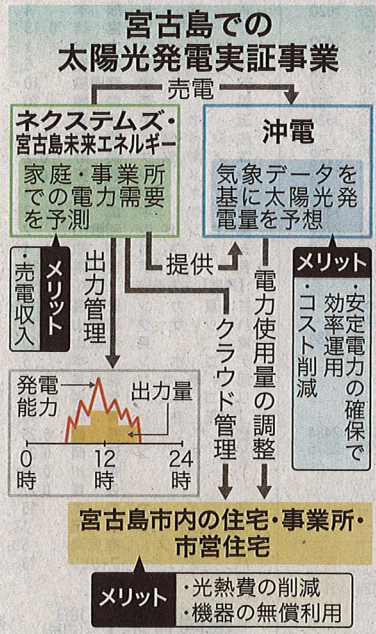 宮古島での
太陽光発電実証事業
売電
ネクステムズ・
宮古島未来エネルギー
家庭・事業所
での電力需要
を予測
沖電
気象データを
基に太陽光発
電量を予想
メリット
・売電収入
出力管理
提供
クラウド管理
電力使用量の調整
メリット
・安定電力の確保で
効率運用
・コスト削減
発電
能力
出力量
0
時
12
時
24
時
宮古島市内の住宅・事業所・
市営住宅
メリット
・光熱費の削減
・機器の無償利用